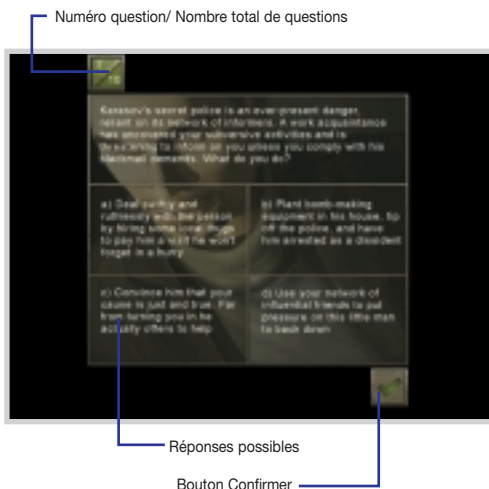 Numéro question/ Nombre total de questions
1/10
Karanov's secret police is an ever-present danger,
reliant on its network of informers. A work acquaintance
has uncovered your subversive activities and is
threatening to inform on you unless you comply with his
blackmail demands. What do you do?
a) Deal swiftly and
ruthlessly with the person
by hiring some local thugs
to pay him a visit he won't
forget in a hurry
b) Plant bomb-making
equipment in his house, tip
off the police, and have
him arrested as a dissident
c) Convince him that your
cause is just and true. Far
from turning you in he
actually offers to help
d) Use your network of
influential friends to put
pressure on this little man
to back down
Réponses possibles
Bouton Confirmer